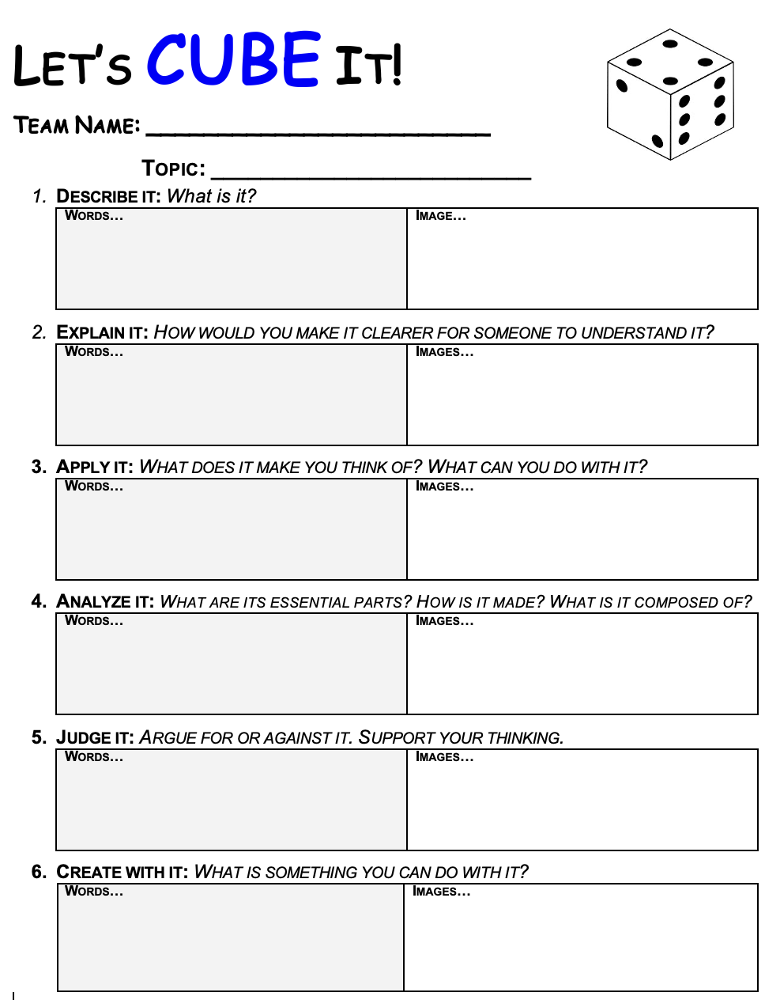 LET'S CUBE IT!
TEAM NAME: ________________________
TOPIC: ___________________________
1. DESCRIBE IT: What is it?
WORDS… IMAGE…
2. EXPLAIN IT: HOW WOULD YOU MAKE IT CLEARER FOR SOMEONE TO UNDERSTAND IT?
WORDS… IMAGES…
3. APPLY IT: WHAT DOES IT MAKE YOU THINK OF? WHAT CAN YOU DO WITH IT?
WORDS… IMAGES…
4. ANALYZE IT: WHAT ARE ITS ESSENTIAL PARTS? HOW IS IT MADE? WHAT IS IT COMPOSED OF?
WORDS… IMAGES…
5. JUDGE IT: ARGUE FOR OR AGAINST IT. SUPPORT YOUR THINKING.
WORDS… IMAGES…
6. CREATE WITH IT: WHAT IS SOMETHING YOU CAN DO WITH IT?
WORDS… IMAGES…